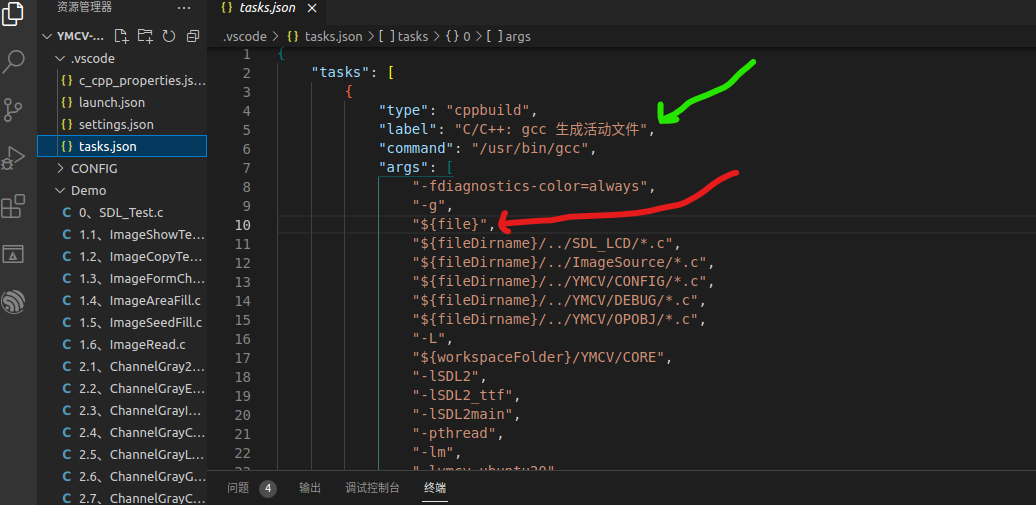 资源管理器
tasks.json
YMCV-...
.vscode
c_cpp_properties.js...
launch.json
settings.json
tasks.json
CONFIG
Demo
0、SDL_Test.c
1.1、ImageShowTe...
1.2、ImageCopyTe...
1.3、ImageFormCh...
1.4、ImageAreaFill.c
1.5、ImageSeedFill.c
1.6、ImageRead.c
2.1、ChannelGray2...
2.2、ChannelGrayE...
2.3、ChannelGrayI...
2.4、ChannelGrayC...
2.5、ChannelGrayL...
2.6、ChannelGrayG...
2.7、ChannelGrayC...
.vscode > tasks.json > [ ] tasks > {} 0 > [ ] args
1 {
2 "tasks": [
3 {
4 "type": "cppbuild",
5 "label": "C/C++: gcc 生成活动文件",
6 "command": "/usr/bin/gcc",
7 "args": [
8 "-fdiagnostics-color=always",
9 "-g",
10 "${file}",
11 "${fileDirname}/../SDL_LCD/*.c",
12 "${fileDirname}/../ImageSource/*.c",
13 "${fileDirname}/../YMCV/CONFIG/*.c",
14 "${fileDirname}/../YMCV/DEBUG/*.c",
15 "${fileDirname}/../YMCV/OPOBJ/*.c",
16 "-L",
17 "${workspaceFolder}/YMCV/CORE",
18 "-lSDL2",
19 "-lSDL2_ttf",
20 "-lSDL2main",
21 "-pthread",
22 "-lm",
问题 4 输出 调试控制台 终端